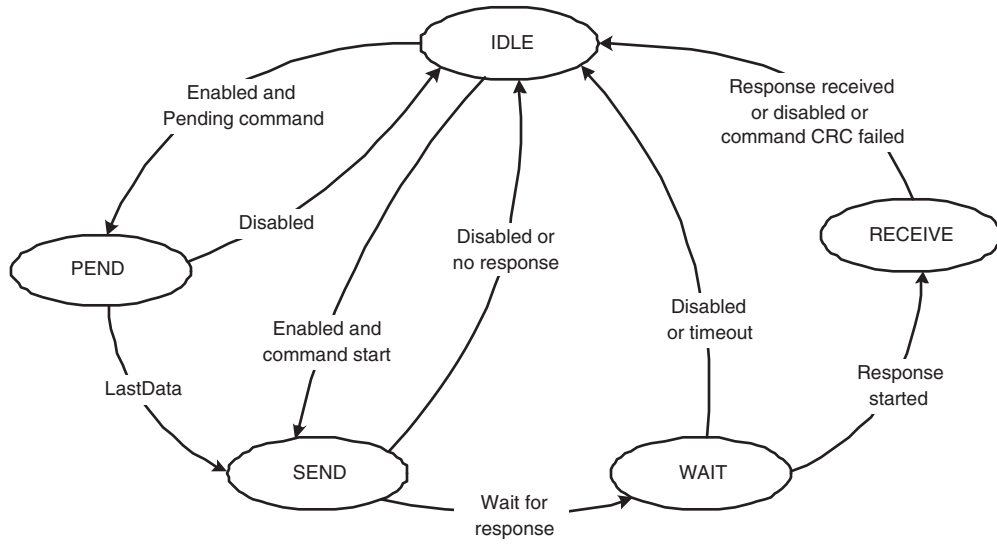 IDLE
Enabled and
Pending command
Response received
or disabled or
command CRC failed
Disabled
Disabled or
no response
RECEIVE
PEND
Disabled
or timeout
Enabled and
command start
LastData
Response
started
SEND
WAIT
Wait for
response